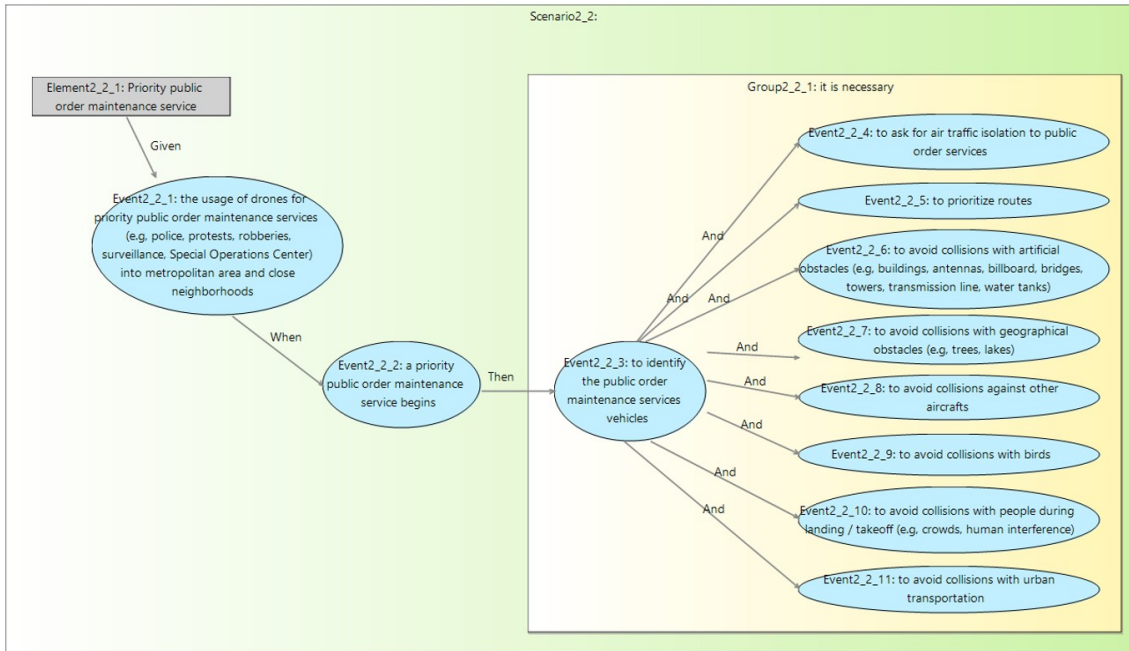 Scenario2_2:
Element2_2_1: Priority public
order maintenance service
Given
Event2_2_1: the usage of drones for
priority public order maintenance services
(e.g, police, protests, robberies,
surveillance, Special Operations Center)
into metropolitan area and close
neighborhoods
When
Event2_2_2: a priority
public order maintenance
service begins
Then
Group2_2_1: it is necessary
Event2_2_3: to identify
the public order
maintenance services
vehicles
And
Event2_2_4: to ask for air traffic isolation to public
order services
And
Event2_2_5: to prioritize routes
And
Event2_2_6: to avoid collisions with artificial
obstacles (e.g, buildings, antennas, billboard, bridges,
towers, transmission line, water tanks)
And
Event2_2_7: to avoid collisions with geographical
obstacles (e.g, trees, lakes)
And
Event2_2_8: to avoid collisions against other
aircrafts
And
Event2_2_9: to avoid collisions with birds
And
Event2_2_10: to avoid collisions with people during
landing / takeoff (e.g, crowds, human interference)
And
Event2_2_11: to avoid collisions with urban
transportation